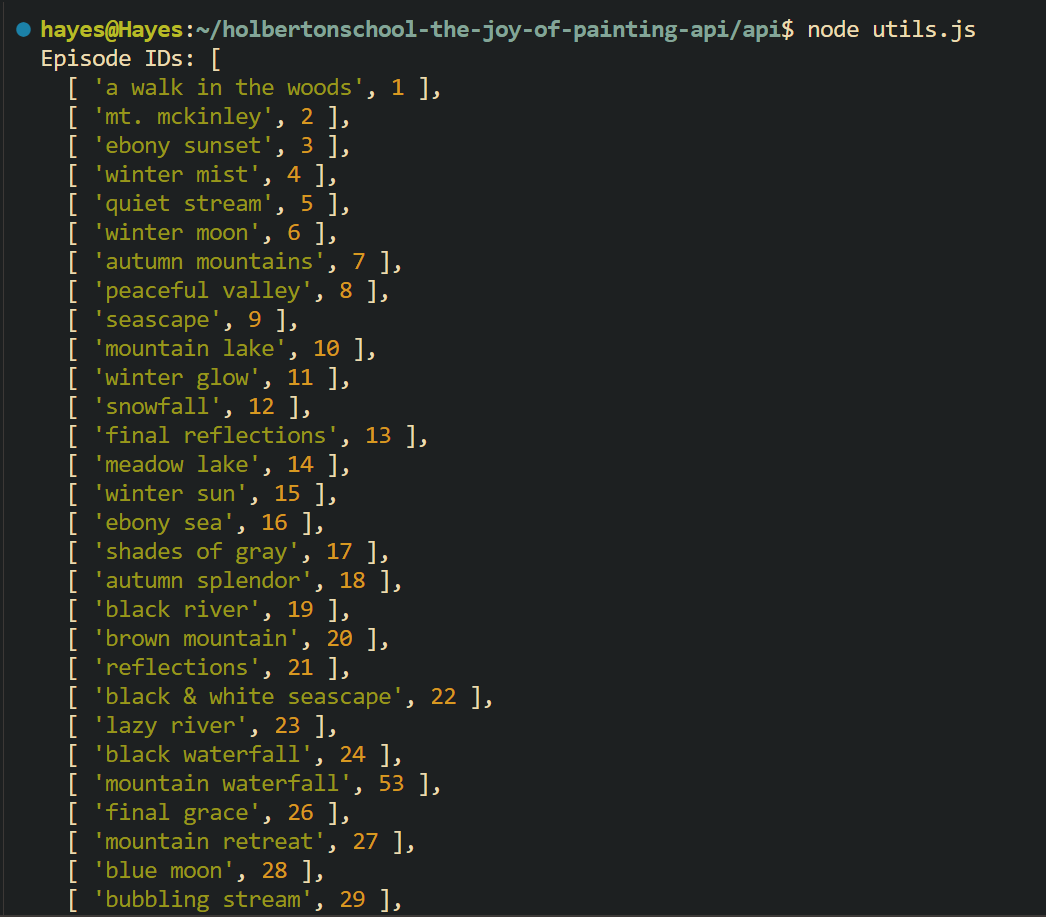 hayes@Hayes:~/holbertonschool-the-joy-of-painting-api/api$ node utils.js
Episode IDs: [
  [ 'a walk in the woods', 1 ],
  [ 'mt. mckinley', 2 ],
  [ 'ebony sunset', 3 ],
  [ 'winter mist', 4 ],
  [ 'quiet stream', 5 ],
  [ 'winter moon', 6 ],
  [ 'autumn mountains', 7 ],
  [ 'peaceful valley', 8 ],
  [ 'seascape', 9 ],
  [ 'mountain lake', 10 ],
  [ 'winter glow', 11 ],
  [ 'snowfall', 12 ],
  [ 'final reflections', 13 ],
  [ 'meadow lake', 14 ],
  [ 'winter sun', 15 ],
  [ 'ebony sea', 16 ],
  [ 'shades of gray', 17 ],
  [ 'autumn splendor', 18 ],
  [ 'black river', 19 ],
  [ 'brown mountain', 20 ],
  [ 'reflections', 21 ],
  [ 'black & white seascape', 22 ],
  [ 'lazy river', 23 ],
  [ 'black waterfall', 24 ],
  [ 'mountain waterfall', 53 ],
  [ 'final grace', 26 ],
  [ 'mountain retreat', 27 ],
  [ 'blue moon', 28 ],
  [ 'bubbling stream', 29 ],